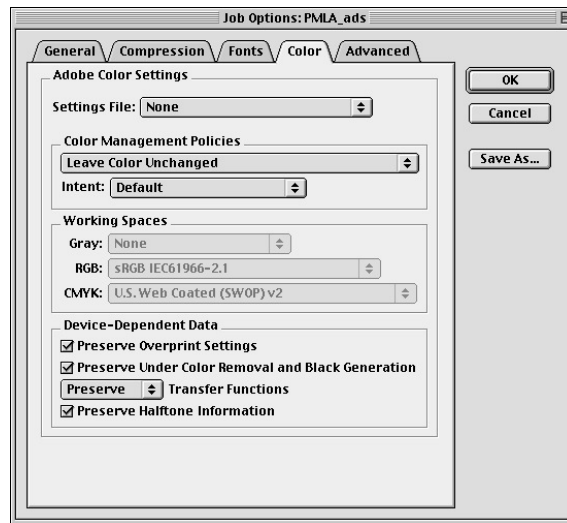 Job Options: PMLA_ads
General Compression Fonts Color Advanced
Adobe Color Settings
Settings File: None
Color Management Policies
Leave Color Unchanged
Intent: Default
Working Spaces
Gray: None
RGB: sRGB IEC61966-2.1
CMYK: U.S. Web Coated (SWOP) v2
Device-Dependent Data
Preserve Overprint Settings
Preserve Under Color Removal and Black Generation
Preserve Transfer Functions
Preserve Halftone Information
OK
Cancel
Save As...